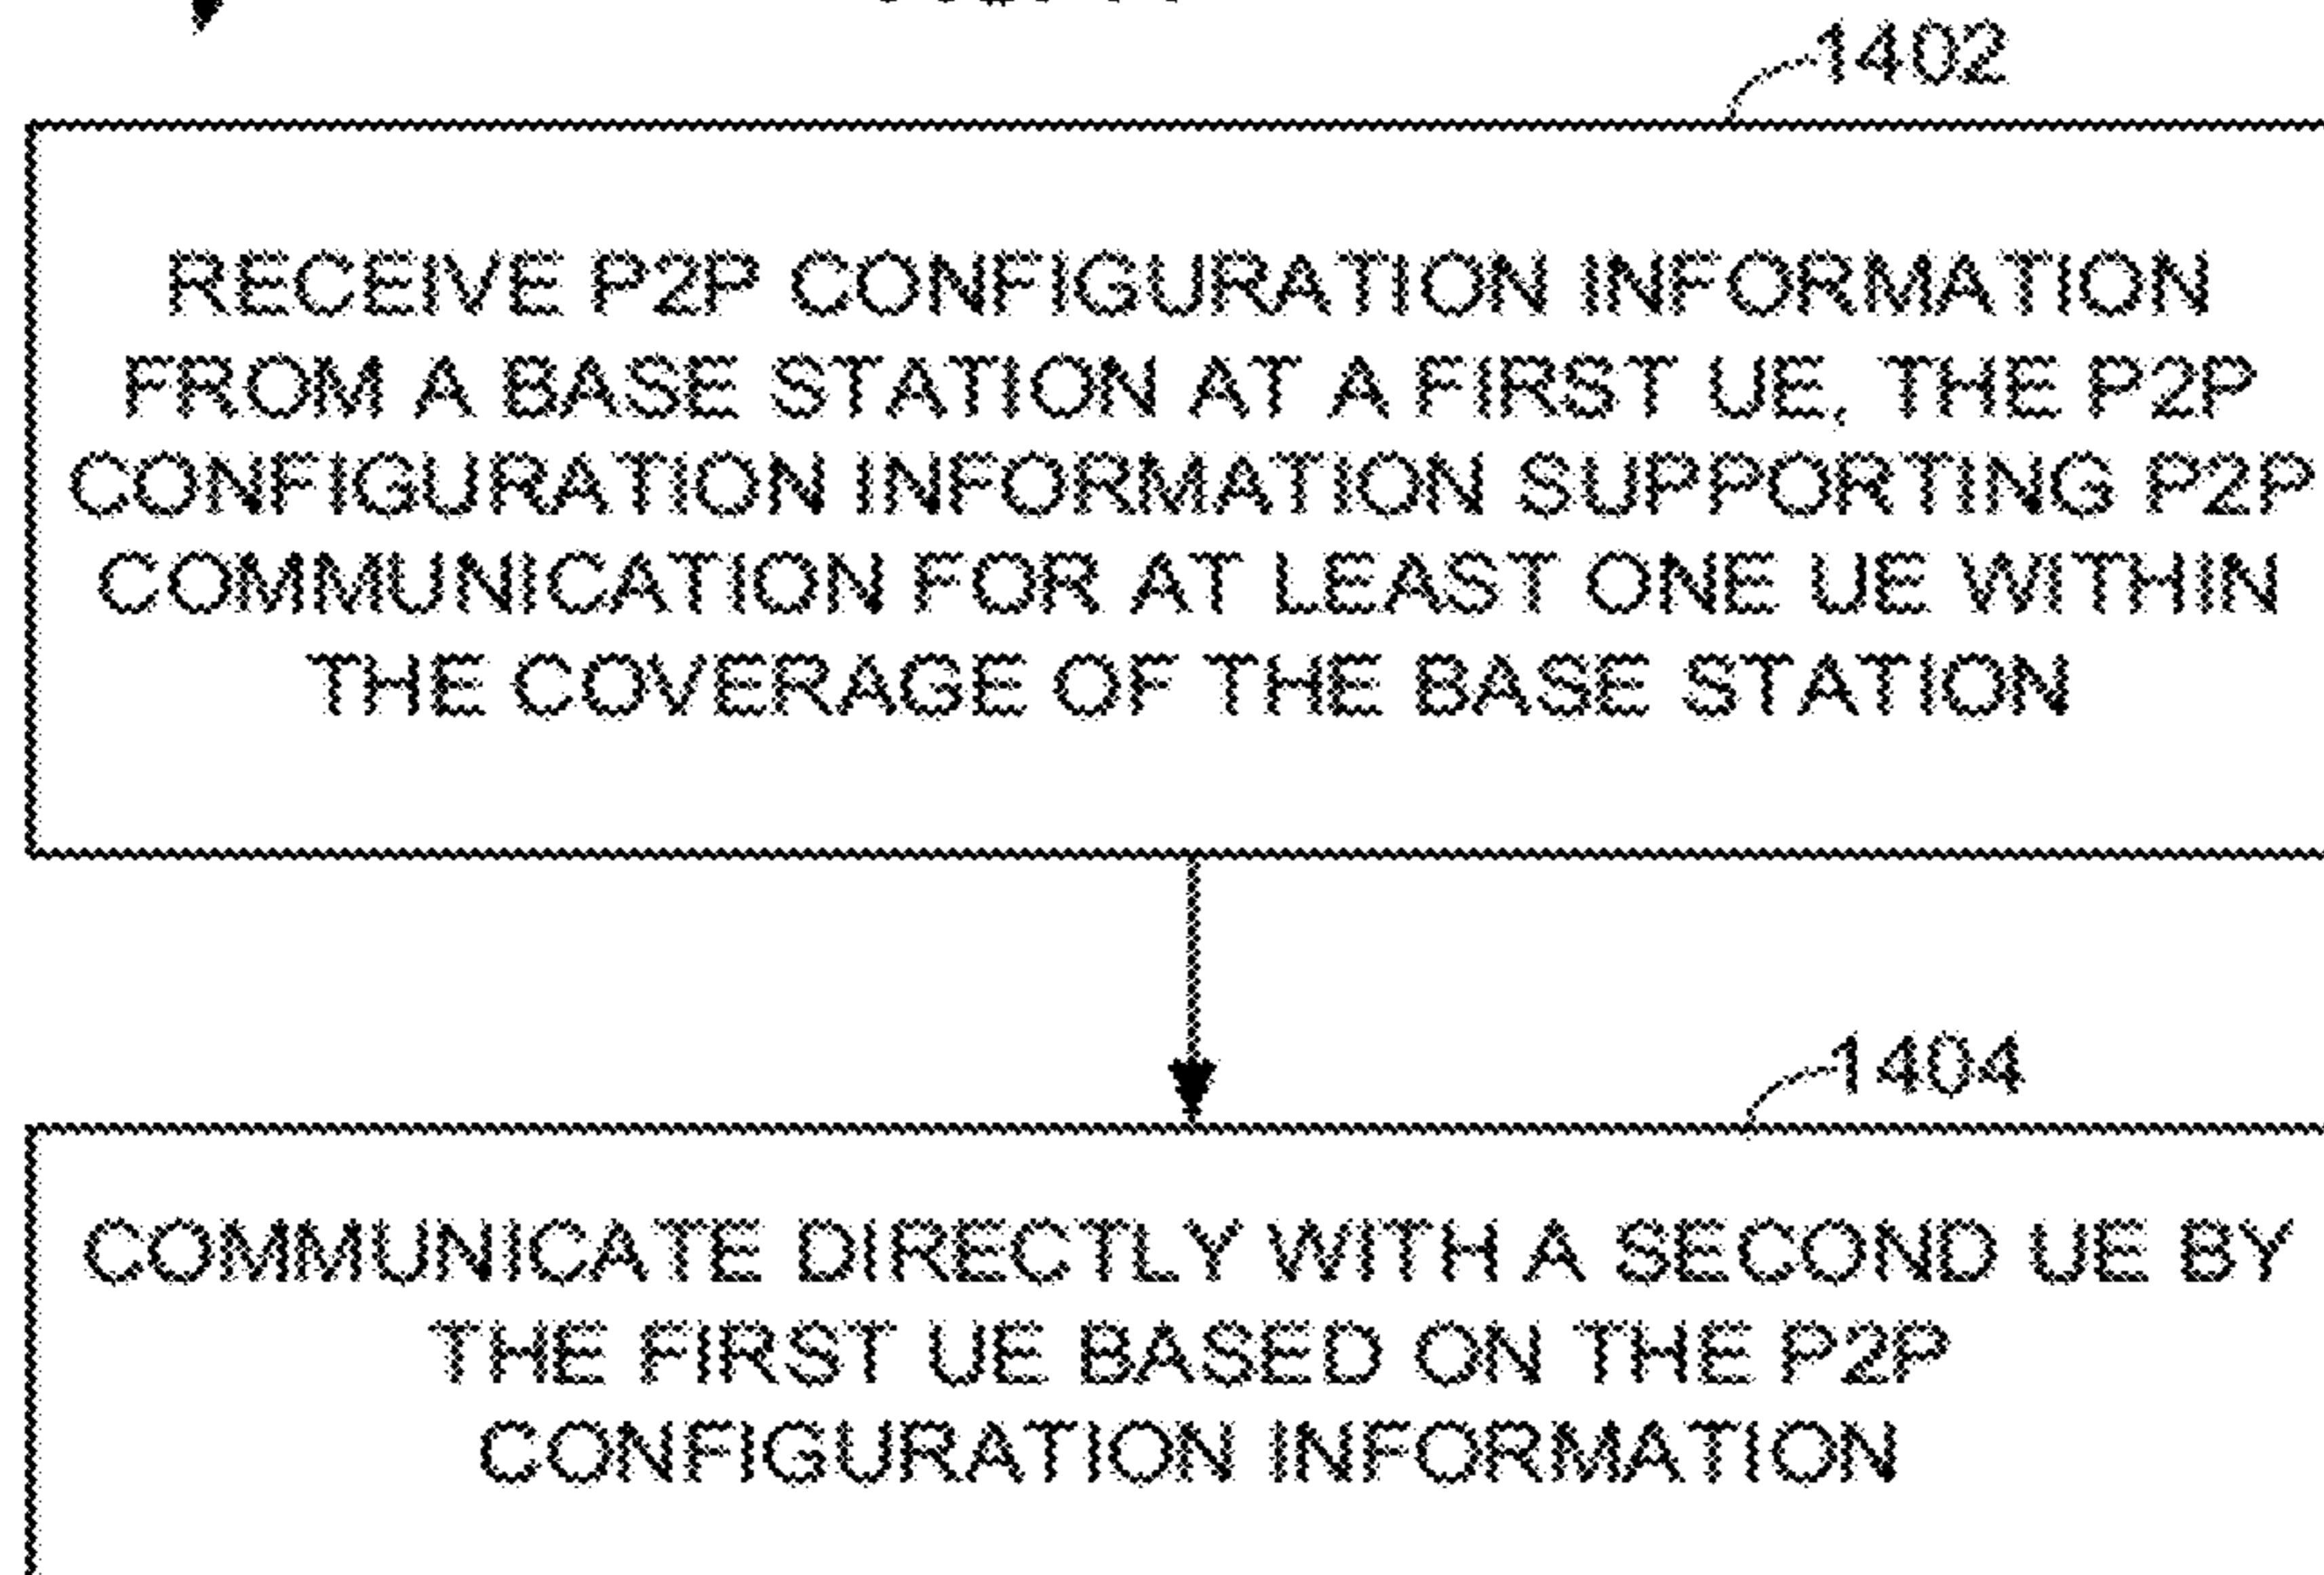 1402
RECEIVE P2P CONFIGURATION INFORMATION
FROM A BASE STATION AT A FIRST UE, THE P2P
CONFIGURATION INFORMATION SUPPORTING P2P
COMMUNICATION FOR AT LEAST ONE UE WITHIN
THE COVERAGE OF THE BASE STATION
1404
COMMUNICATE DIRECTLY WITH A SECOND UE BY
THE FIRST UE BASED ON THE P2P
CONFIGURATION INFORMATION